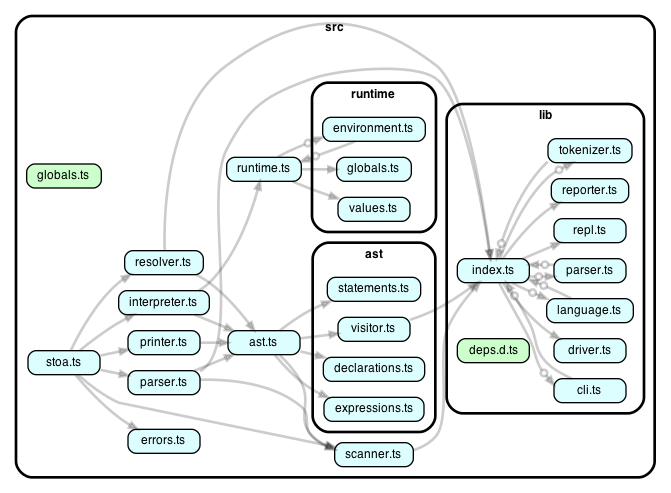 src
runtime
environment.ts
globals.ts
values.ts
lib
tokenizer.ts
reporter.ts
repl.ts
parser.ts
language.ts
driver.ts
cli.ts
index.ts
deps.d.ts
globals.ts
runtime.ts
resolver.ts
interpreter.ts
printer.ts
parser.ts
errors.ts
stoa.ts
ast.ts
ast
statements.ts
visitor.ts
declarations.ts
expressions.ts
scanner.ts